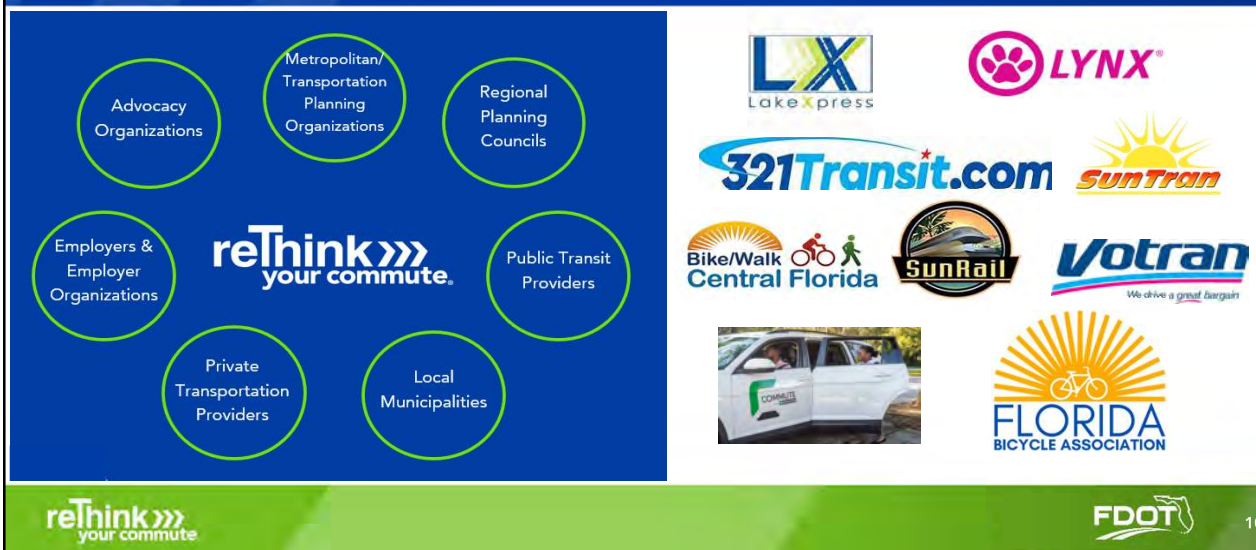 Advocacy
Organizations
Metropolitan/
Transportation
Planning
Organizations
Regional
Planning
Councils
Employers &
Employer
Organizations
reThink
your commute.
Public Transit
Providers
Private
Transportation
Providers
Local
Municipalities
LX
LakeXpress
LYNX®
321Transit.com
SunTran
Bike/Walk
Central Florida
SunRail
Votran
We drive a great bargain
COMMUTE
FLORIDA
BICYCLE ASSOCIATION
reThink
your commute
FDOT